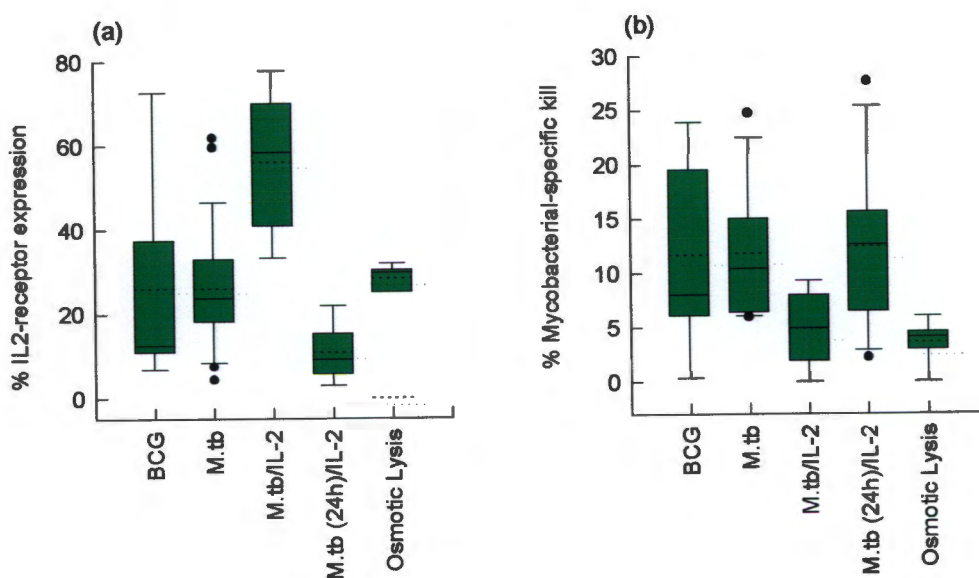 (a)
% IL2-receptor expression
80
60
40
20
0
BCG
M.tb
M.tb/IL-2
M.tb (24h)/IL-2
Osmotic Lysis
(b)
% Mycobacterial-specific kill
30
25
20
15
10
5
0
BCG
M.tb
M.tb/IL-2
M.tb (24h)/IL-2
Osmotic Lysis